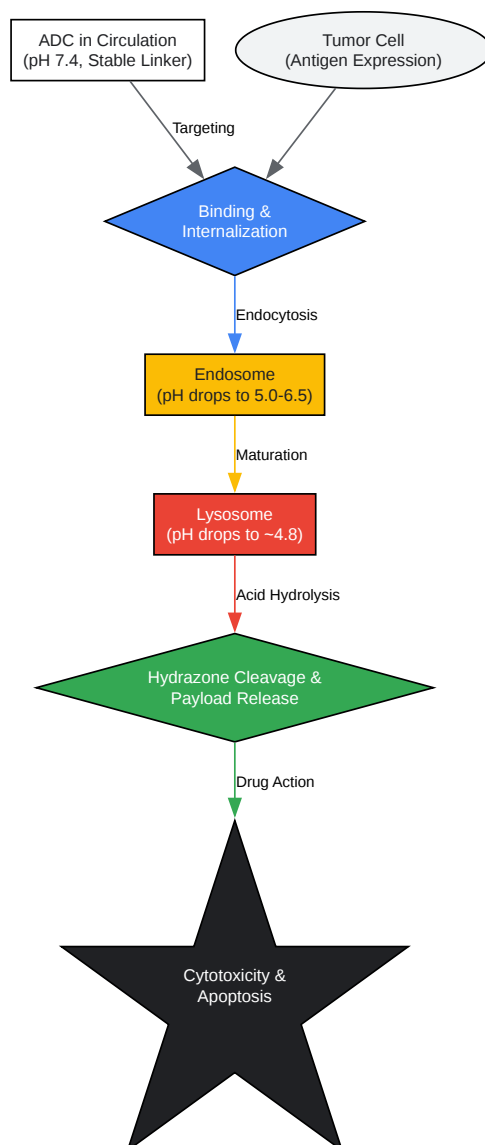 ADC in Circulation
(pH 7.4, Stable Linker)
Tumor Cell
(Antigen Expression)
Targeting
Binding &
Internalization
Endocytosis
Endosome
(pH drops to 5.0-6.5)
Maturation
Lysosome
(pH drops to ~4.8)
Acid Hydrolysis
Hydrazone Cleavage &
Payload Release
Drug Action
Cytotoxicity &
Apoptosis